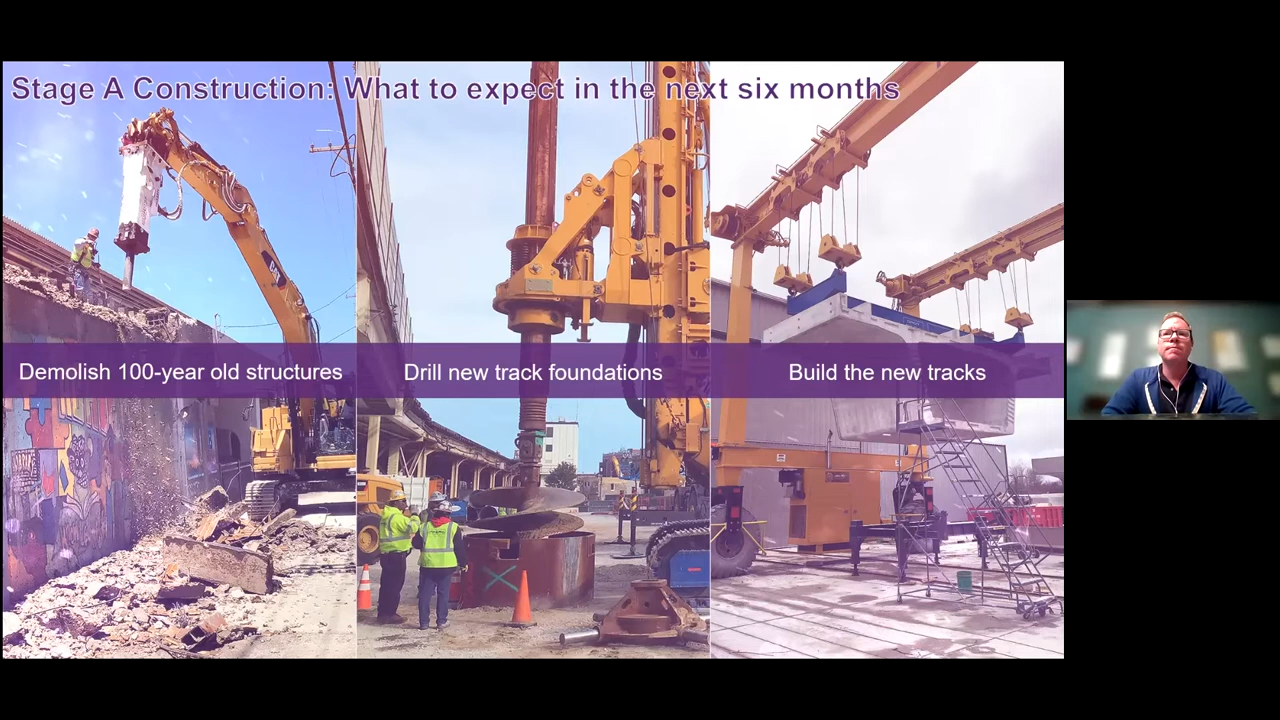 Stage A Construction: What to expect in the next six months
Demolish 100-year old structures
Drill new track foundations
Build the new tracks
CAT